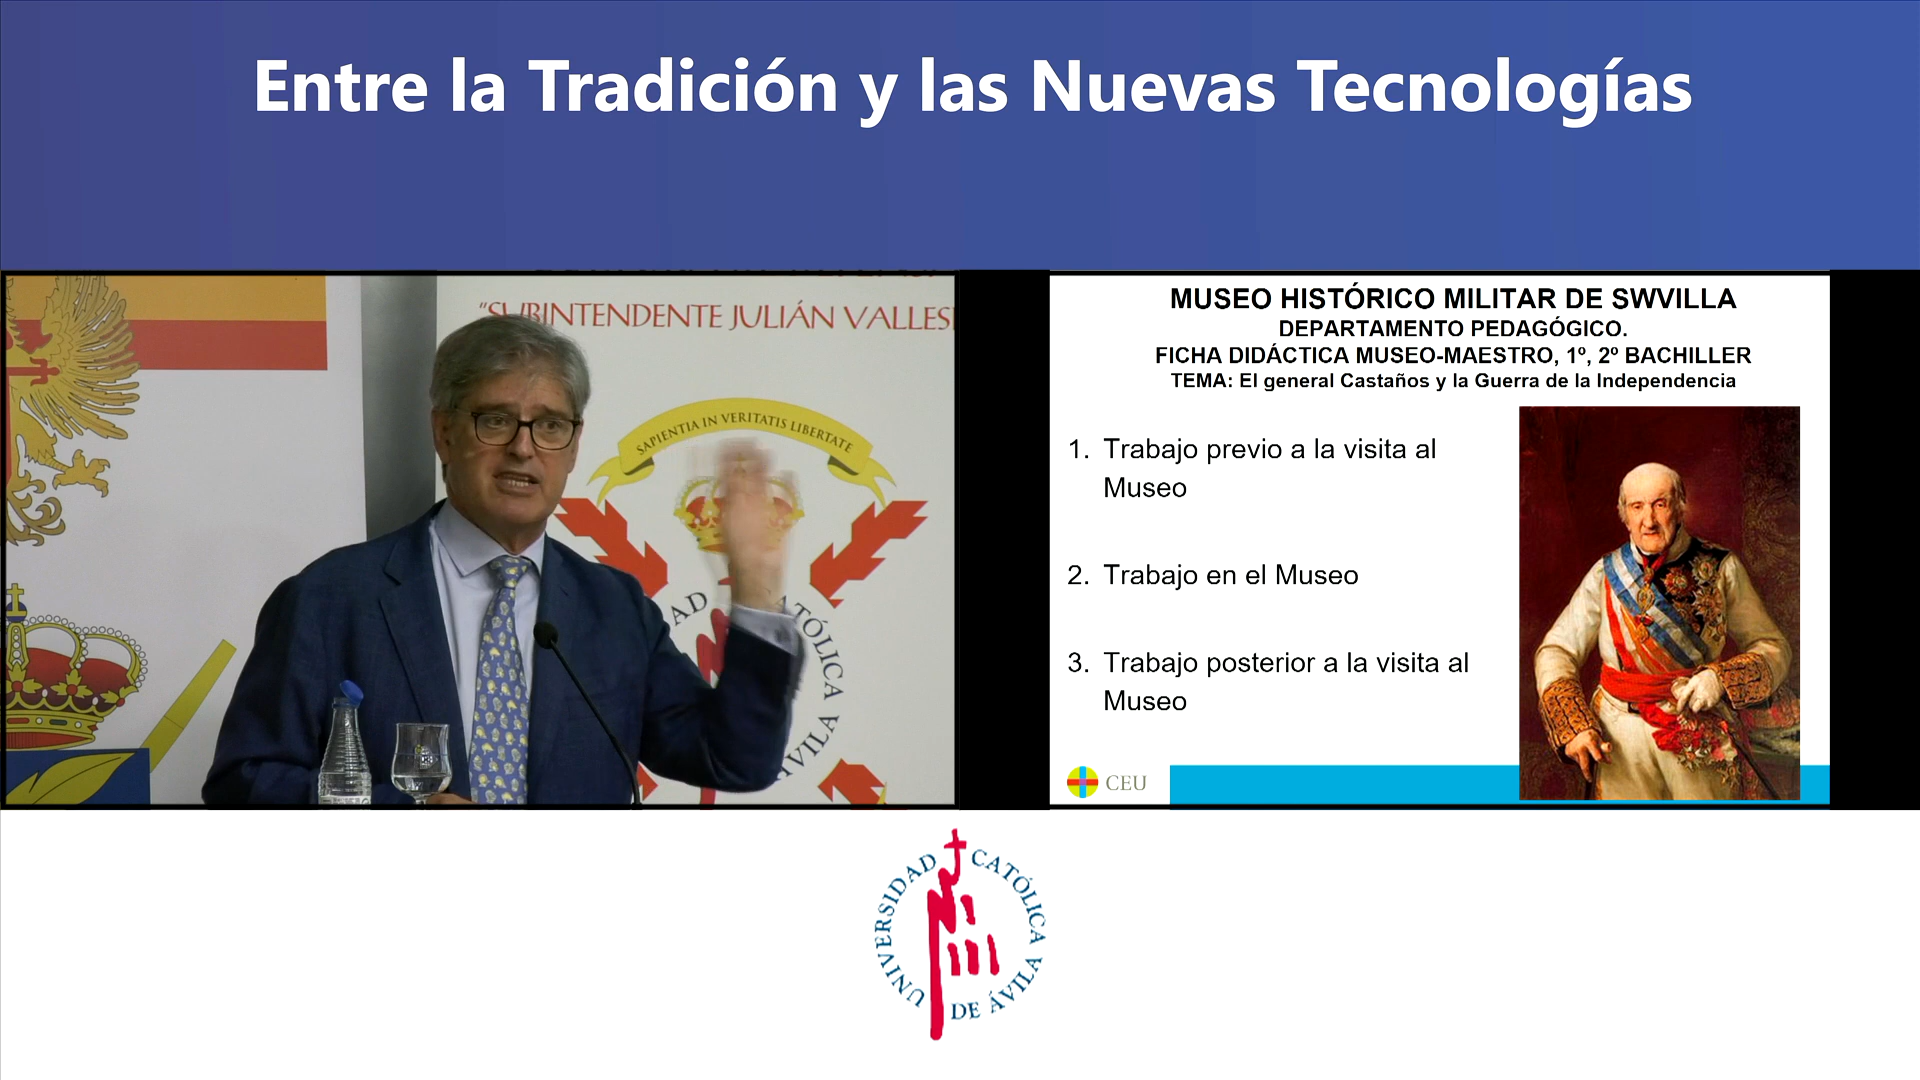 Entre la Tradición y las Nuevas Tecnologías
"SUBINTENDENTE JULIÁN VALLES
SAPIENTIA IN VERITATIS LIBERTATE
AD CATÓLICA
ÁVILA
MUSEO HISTÓRICO MILITAR DE SWVILLA
DEPARTAMENTO PEDAGÓGICO.
FICHA DIDÁCTICA MUSEO-MAESTRO, 1º, 2º BACHILLER
TEMA: El general Castaños y la Guerra de la Independencia
1. Trabajo previo a la visita al
Museo
2. Trabajo en el Museo
3. Trabajo posterior a la visita al
Museo
CEU
UNIVERSIDAD CATÓLICA
DE ÁVILA